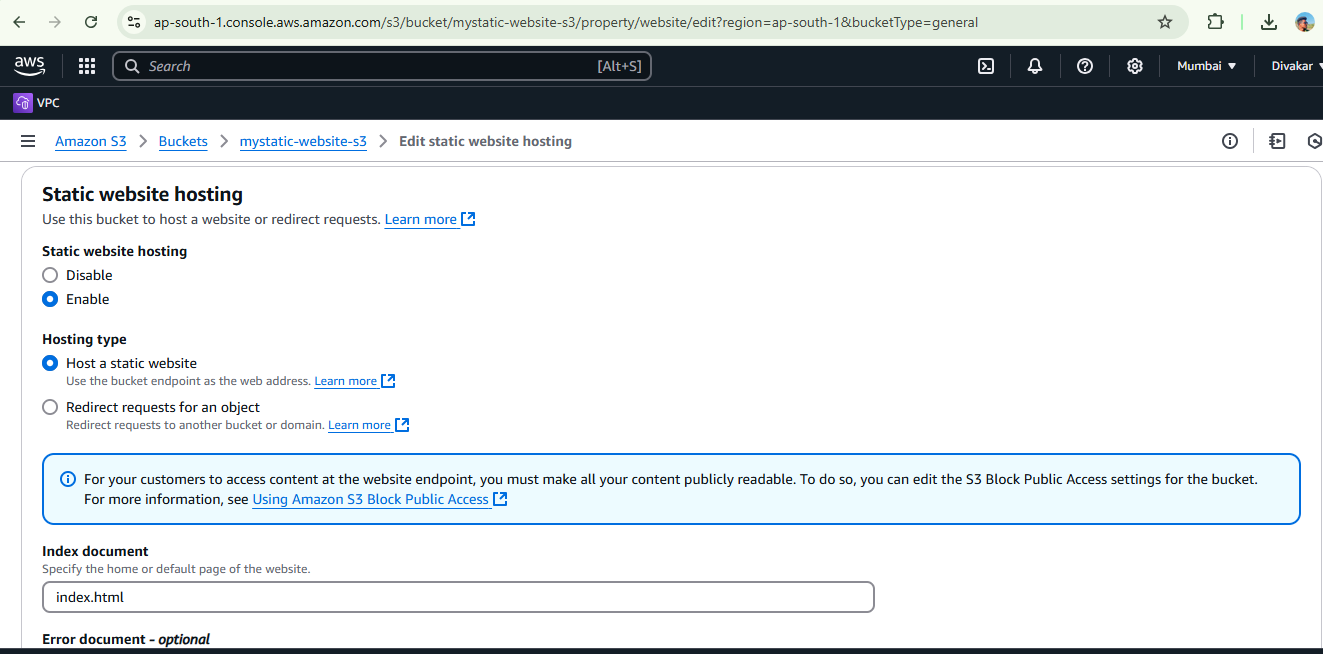 ap-south-1.console.aws.amazon.com/s3/bucket/mystatic-website-s3/property/website/edit?region=ap-south-1&bucketType=general
aws Search [Alt+S] Mumbai Divakar
VPC
Amazon S3 Buckets mystatic-website-s3 Edit static website hosting
Static website hosting
Use this bucket to host a website or redirect requests. Learn more
Static website hosting
Disable
Enable
Hosting type
Host a static website
Use the bucket endpoint as the web address. Learn more
Redirect requests for an object
Redirect requests to another bucket or domain. Learn more
For your customers to access content at the website endpoint, you must make all your content publicly readable. To do so, you can edit the S3 Block Public Access settings for the bucket.
For more information, see Using Amazon S3 Block Public Access
Index document
Specify the home or default page of the website.
index.html
Error document - optional